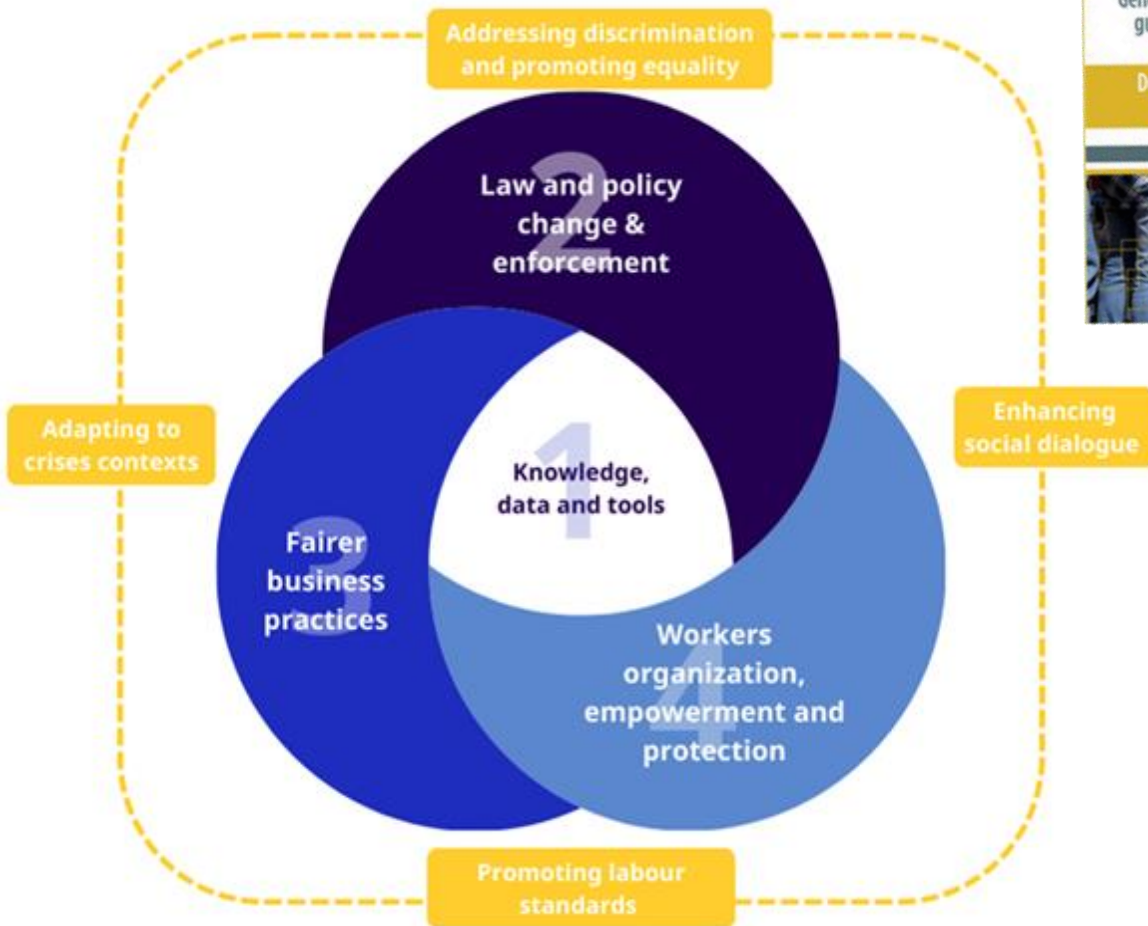 Addressing discrimination
and promoting equality
2
Law and policy
change &
enforcement
Adapting to
crises contexts
Enhancing
social dialogue
1
Knowledge,
data and tools
3
Fairer
business
practices
4
Workers
organization,
empowerment and
protection
Promoting labour
standards